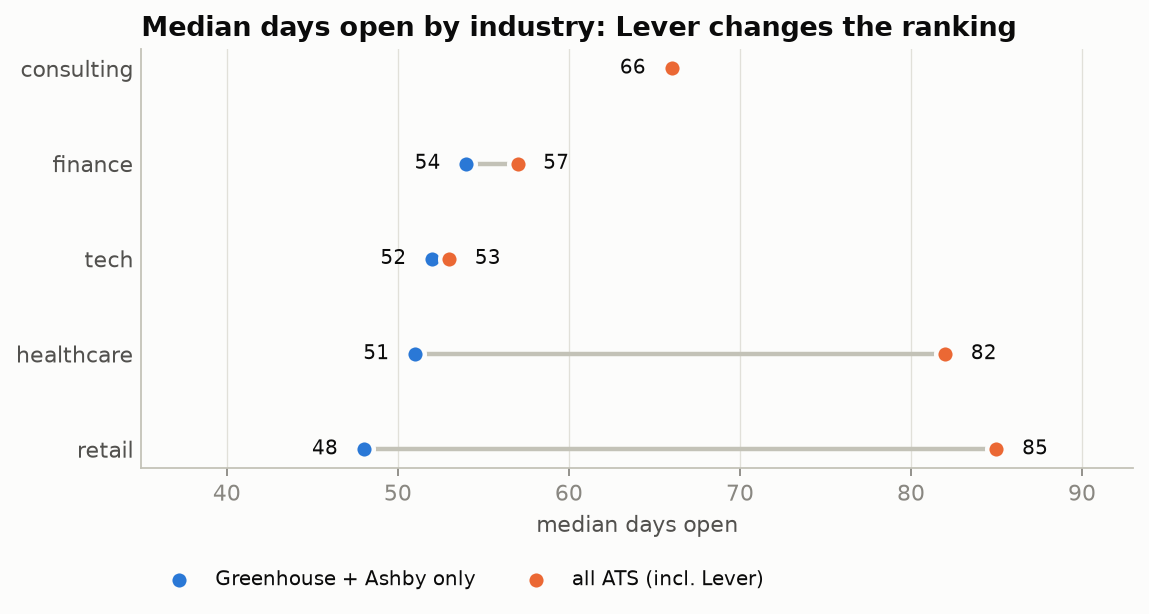 Median days open by industry: Lever changes the ranking
consulting 66
finance 54 57
tech 52 53
healthcare 51 82
retail 48 85
40 50 60 70 80 90
median days open
Greenhouse + Ashby only all ATS (incl. Lever)